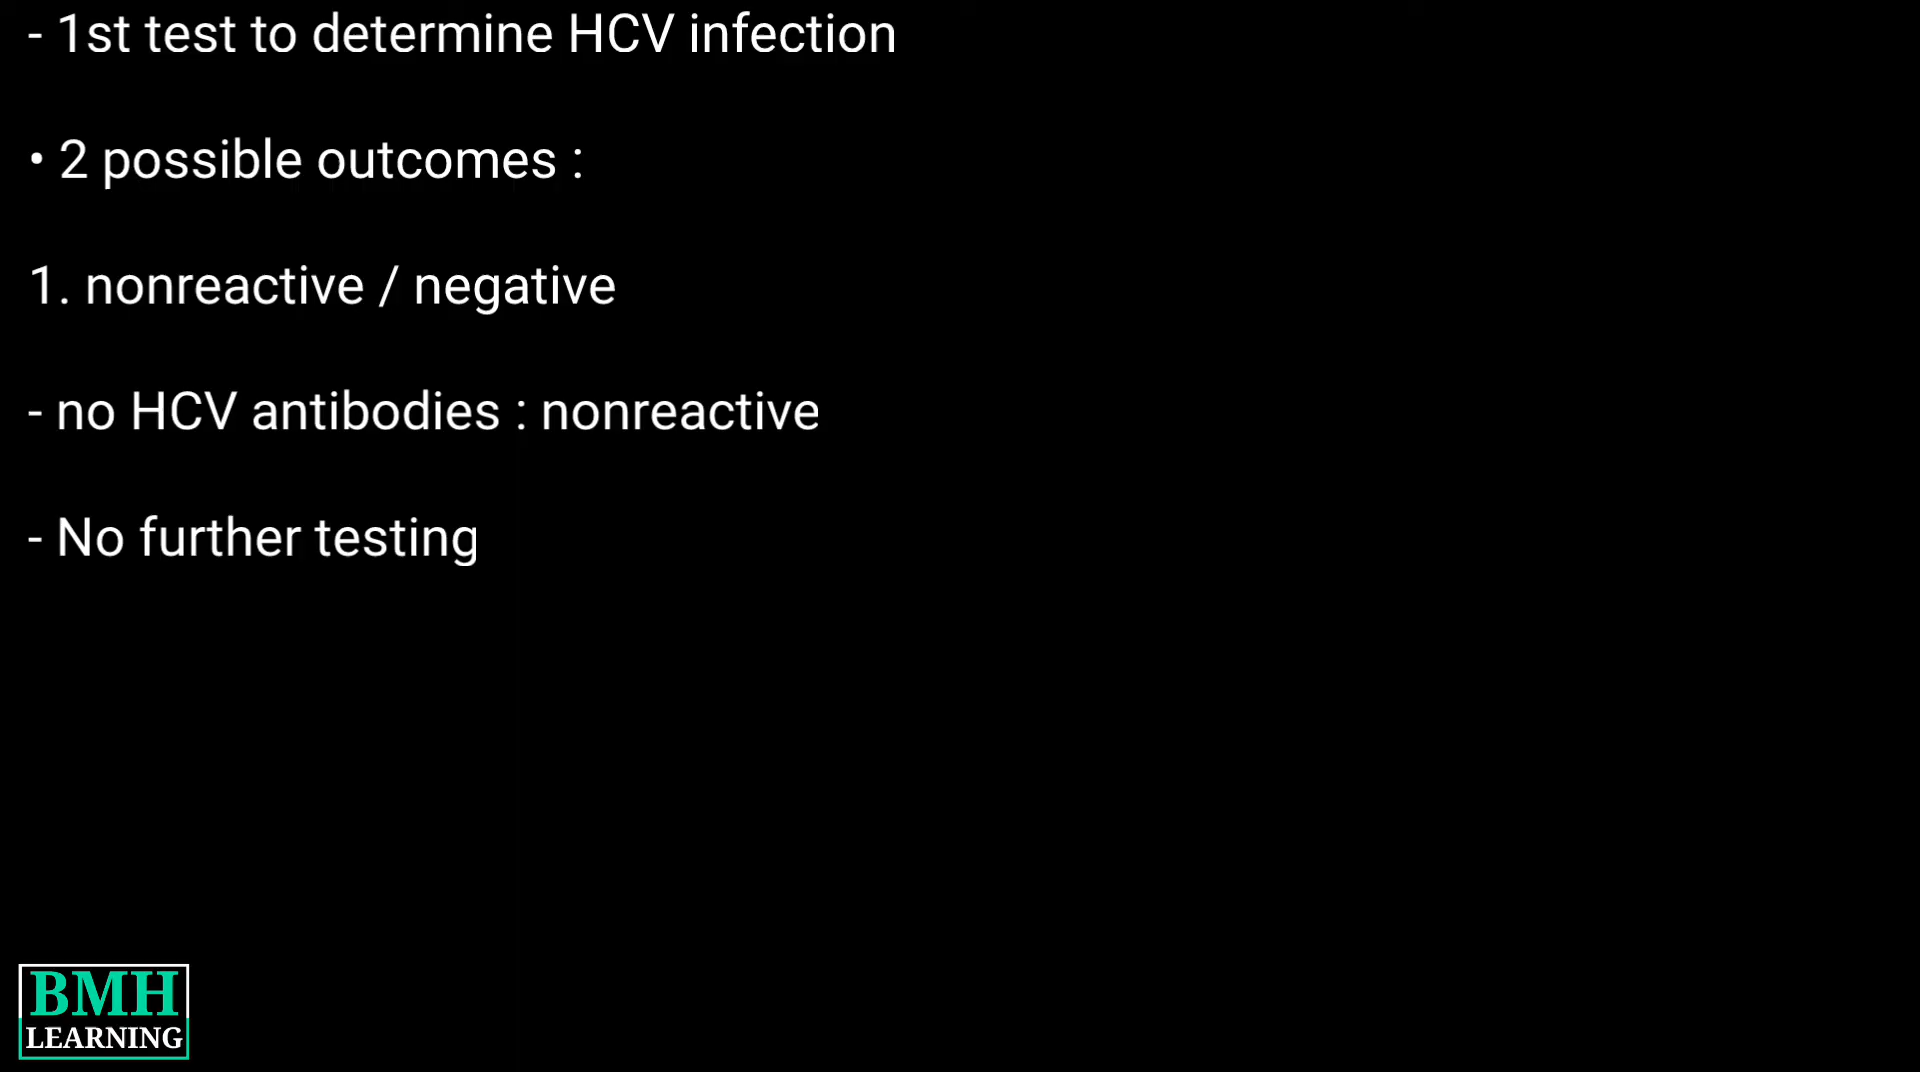 - 1st test to determine HCV infection
• 2 possible outcomes :
1. nonreactive / negative
- no HCV antibodies : nonreactive
- No further testing
BMH
LEARNING